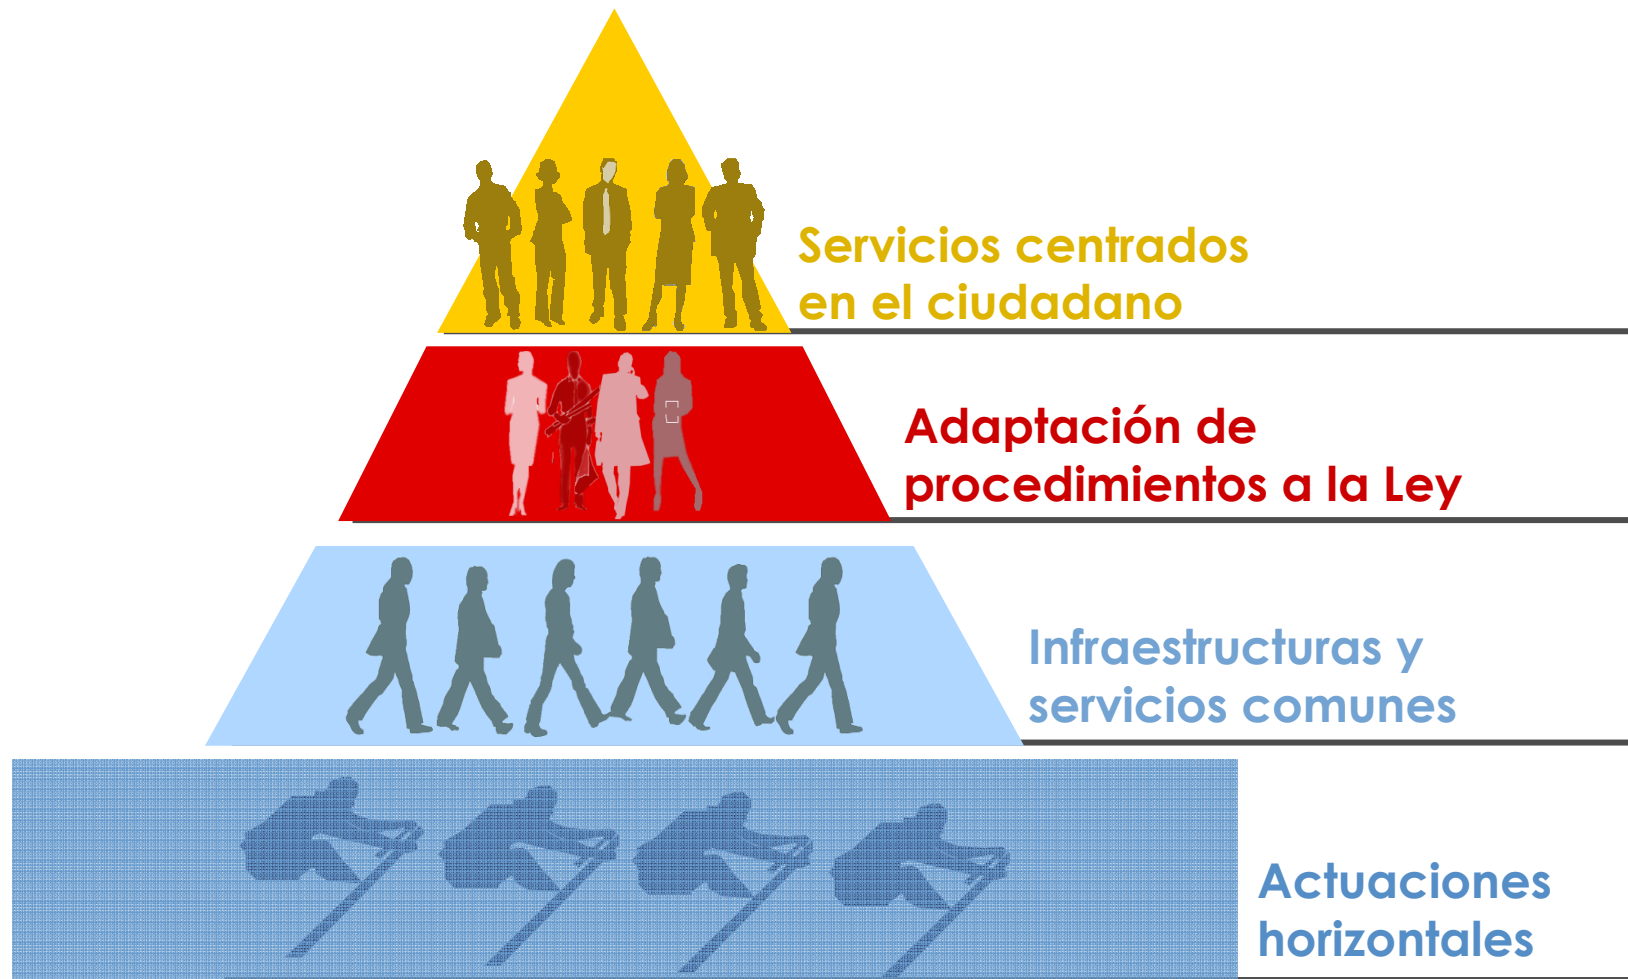 Servicios centrados
en el ciudadano
Adaptación de
procedimientos a la Ley
Infraestructuras y
servicios comunes
Actuaciones
horizontales